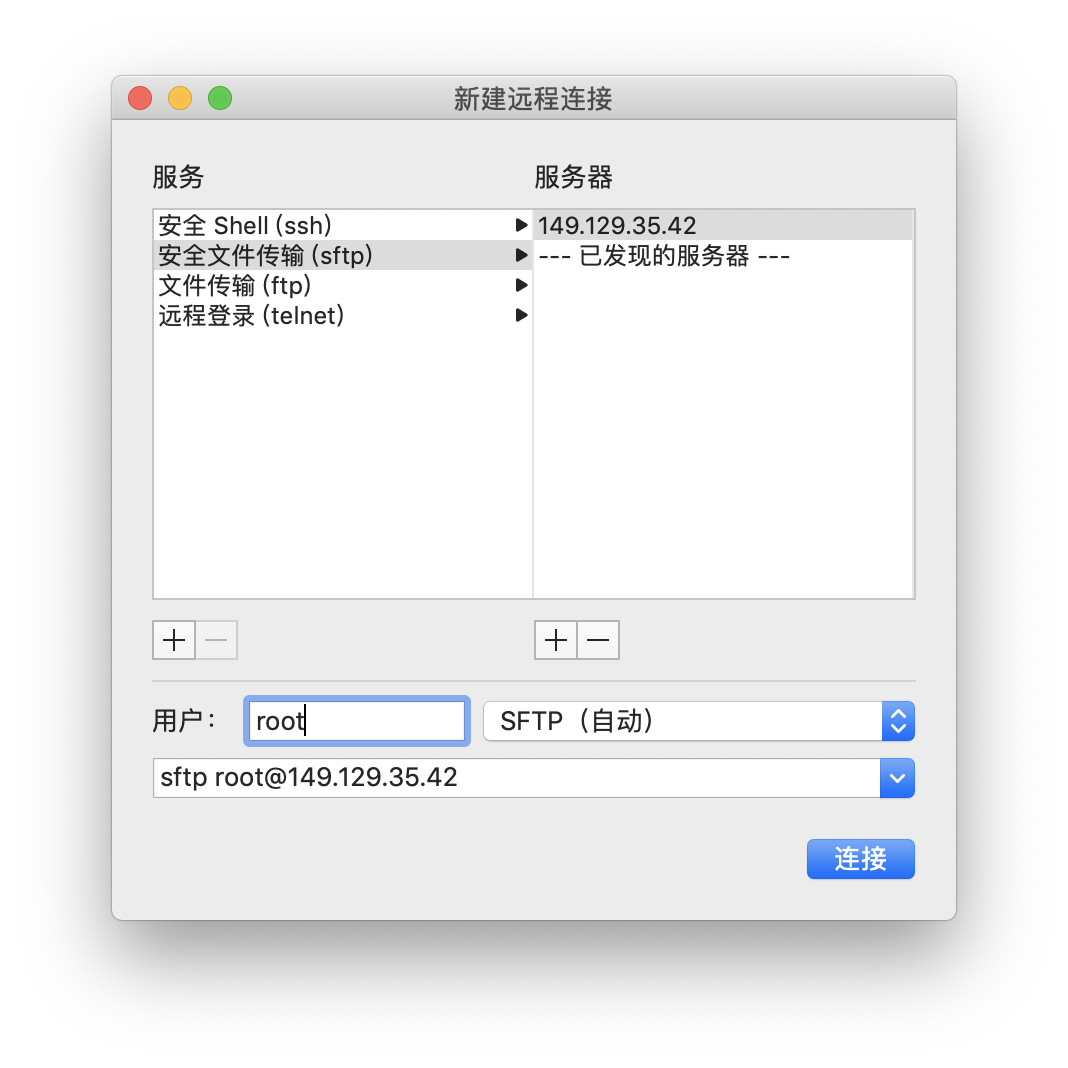 新建远程连接
服务
服务器
安全 Shell (ssh)
安全文件传输 (sftp)
文件传输 (ftp)
远程登录 (telnet)
149.129.35.42
--- 已发现的服务器 ---
用户：
root
SFTP（自动）
sftp root@149.129.35.42
连接